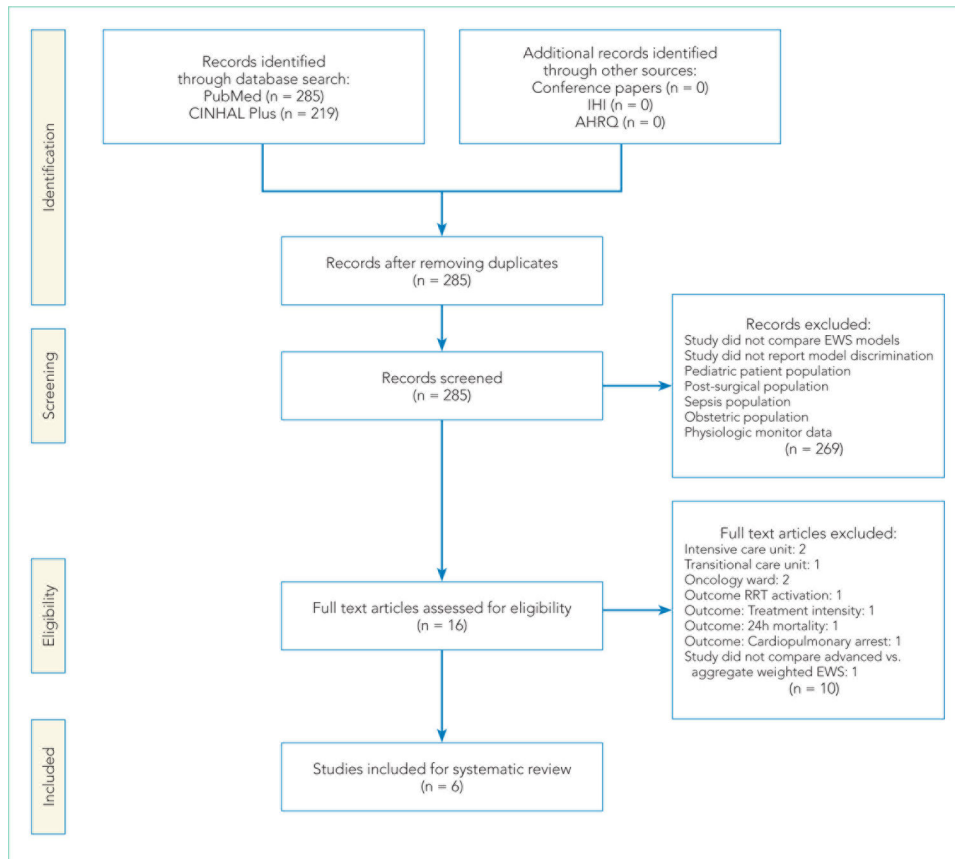 Identification
Records identified
through database search:
PubMed (n = 285)
CINHAL Plus (n = 219)
Additional records identified
through other sources:
Conference papers (n = 0)
IHI (n = 0)
AHRQ (n = 0)
Records after removing duplicates
(n = 285)
Screening
Records screened
(n = 285)
Records excluded:
Study did not compare EWS models
Study did not report model discrimination
Pediatric patient population
Post-surgical population
Sepsis population
Obstetric population
Physiologic monitor data
(n = 269)
Eligibility
Full text articles assessed for eligibility
(n = 16)
Full text articles excluded:
Intensive care unit: 2
Transitional care unit: 1
Oncology ward: 2
Outcome RRT activation: 1
Outcome: Treatment intensity: 1
Outcome: 24h mortality: 1
Outcome: Cardiopulmonary arrest: 1
Study did not compare advanced vs.
aggregate weighted EWS: 1
(n = 10)
Included
Studies included for systematic review
(n = 6)